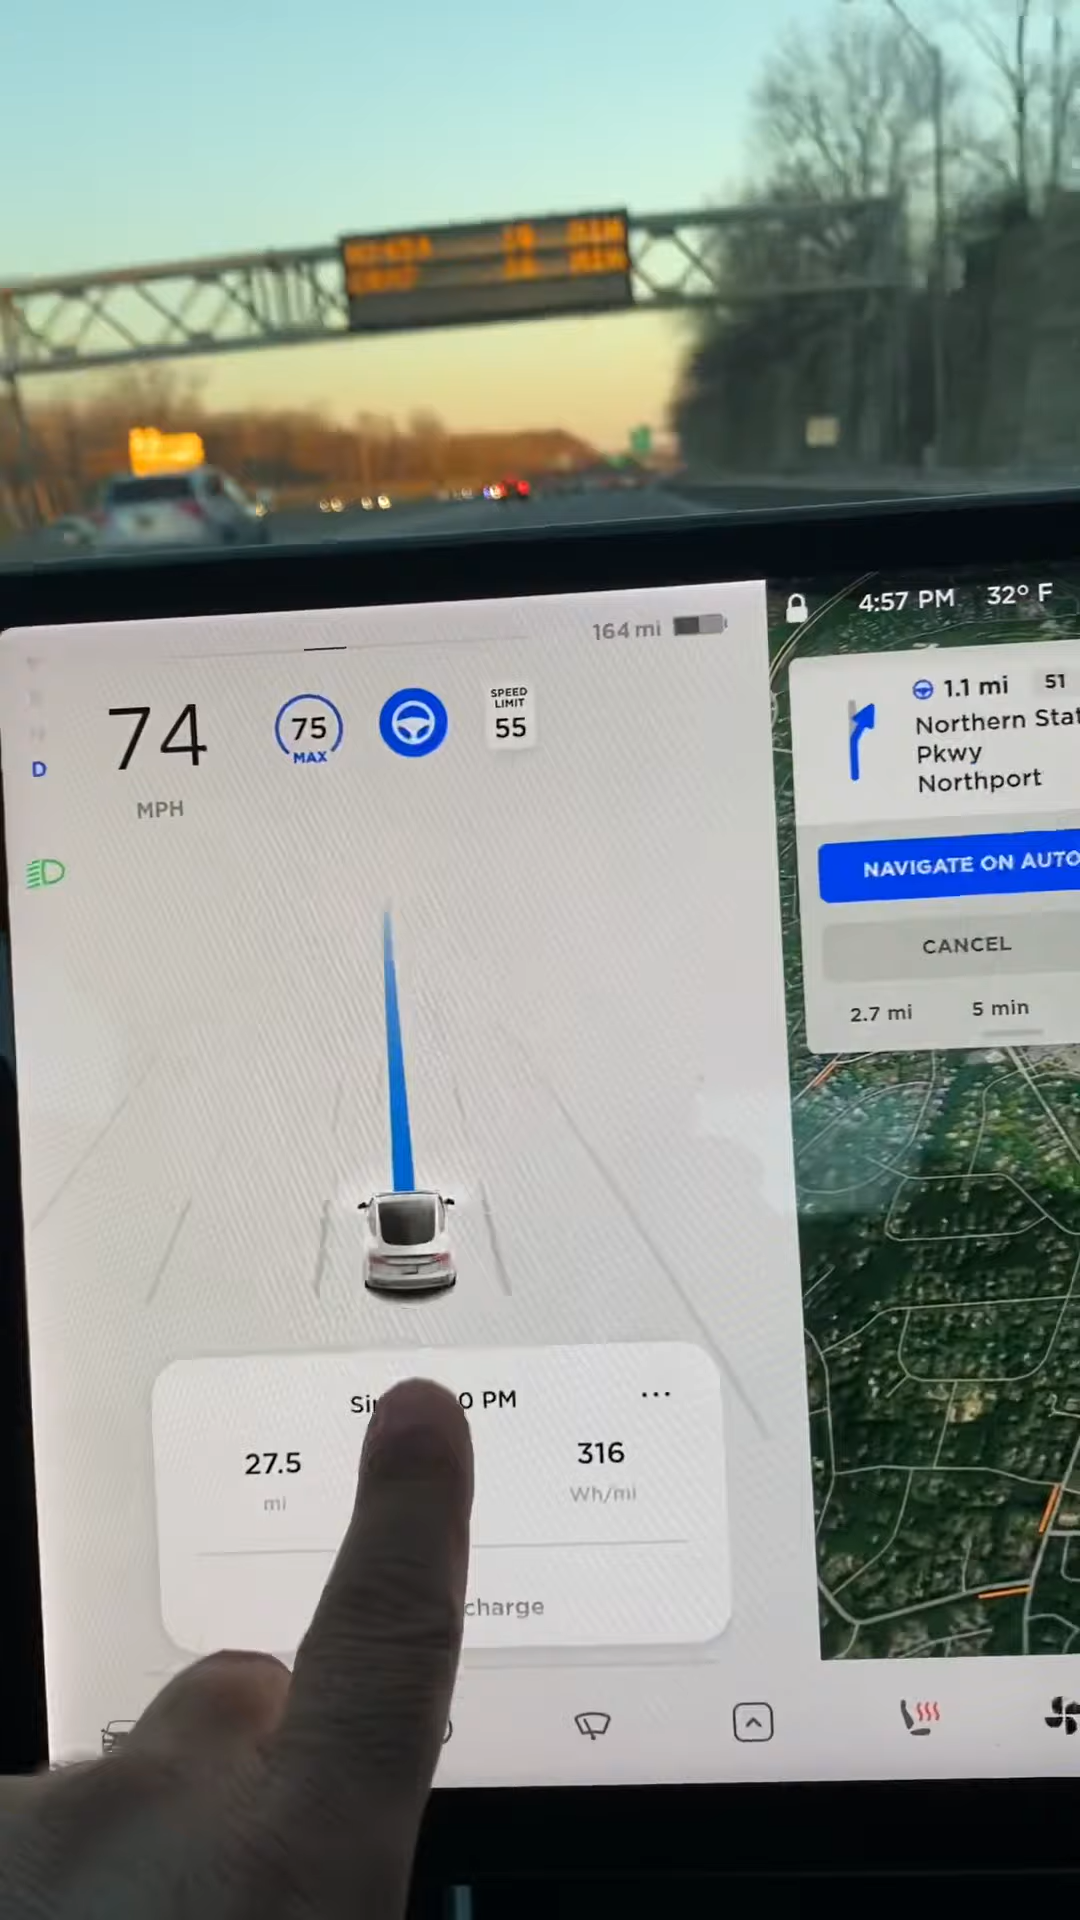 164 mi
4:57 PM 32° F
74
MPH
75
MAX
SPEED
LIMIT
55
D
1.1 mi 51
Northern Stat
Pkwy
Northport
NAVIGATE ON AUTO
CANCEL
2.7 mi 5 min
0 PM
27.5
mi
316
Wh/mi
charge